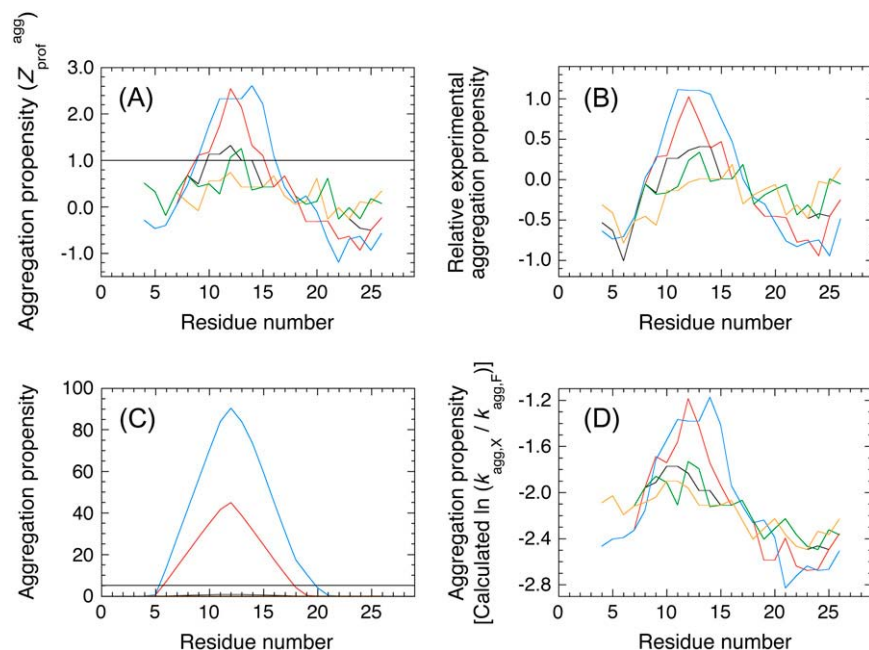 Aggregation propensity (Z_prof^agg)
3.0
2.0
1.0
0.0
-1.0
(A)
0 5 10 15 20 25
Residue number
Relative experimental
aggregation propensity
1.0
0.5
0.0
-0.5
-1.0
(B)
0 5 10 15 20 25
Residue number
Aggregation propensity
100
80
60
40
20
0
(C)
0 5 10 15 20 25
Residue number
Aggregation propensity
[Calculated ln (k_agg,X / k_agg,F)]
-1.2
-1.6
-2.0
-2.4
-2.8
(D)
0 5 10 15 20 25
Residue number